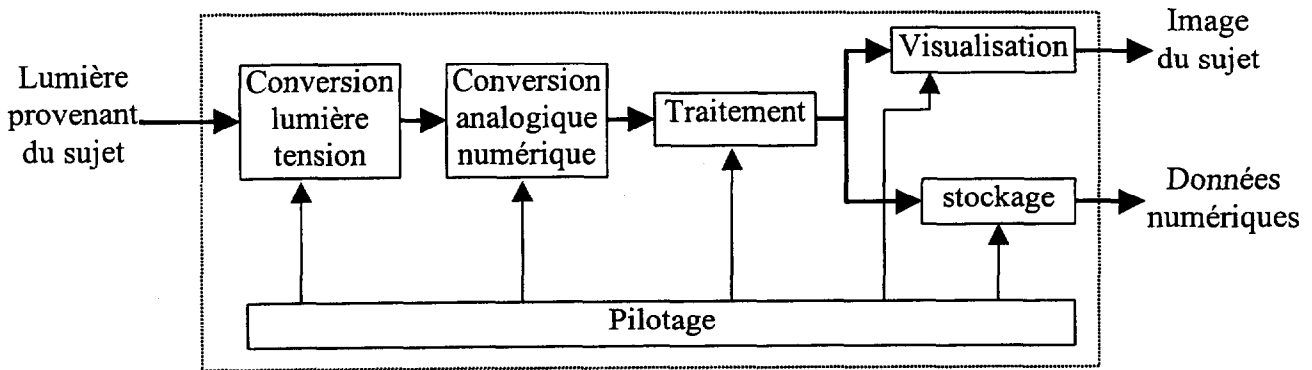 Lumière
provenant
du sujet
Conversion
lumière
tension
Conversion
analogique
numérique
Traitement
Visualisation
Image
du sujet
stockage
Données
numériques
Pilotage